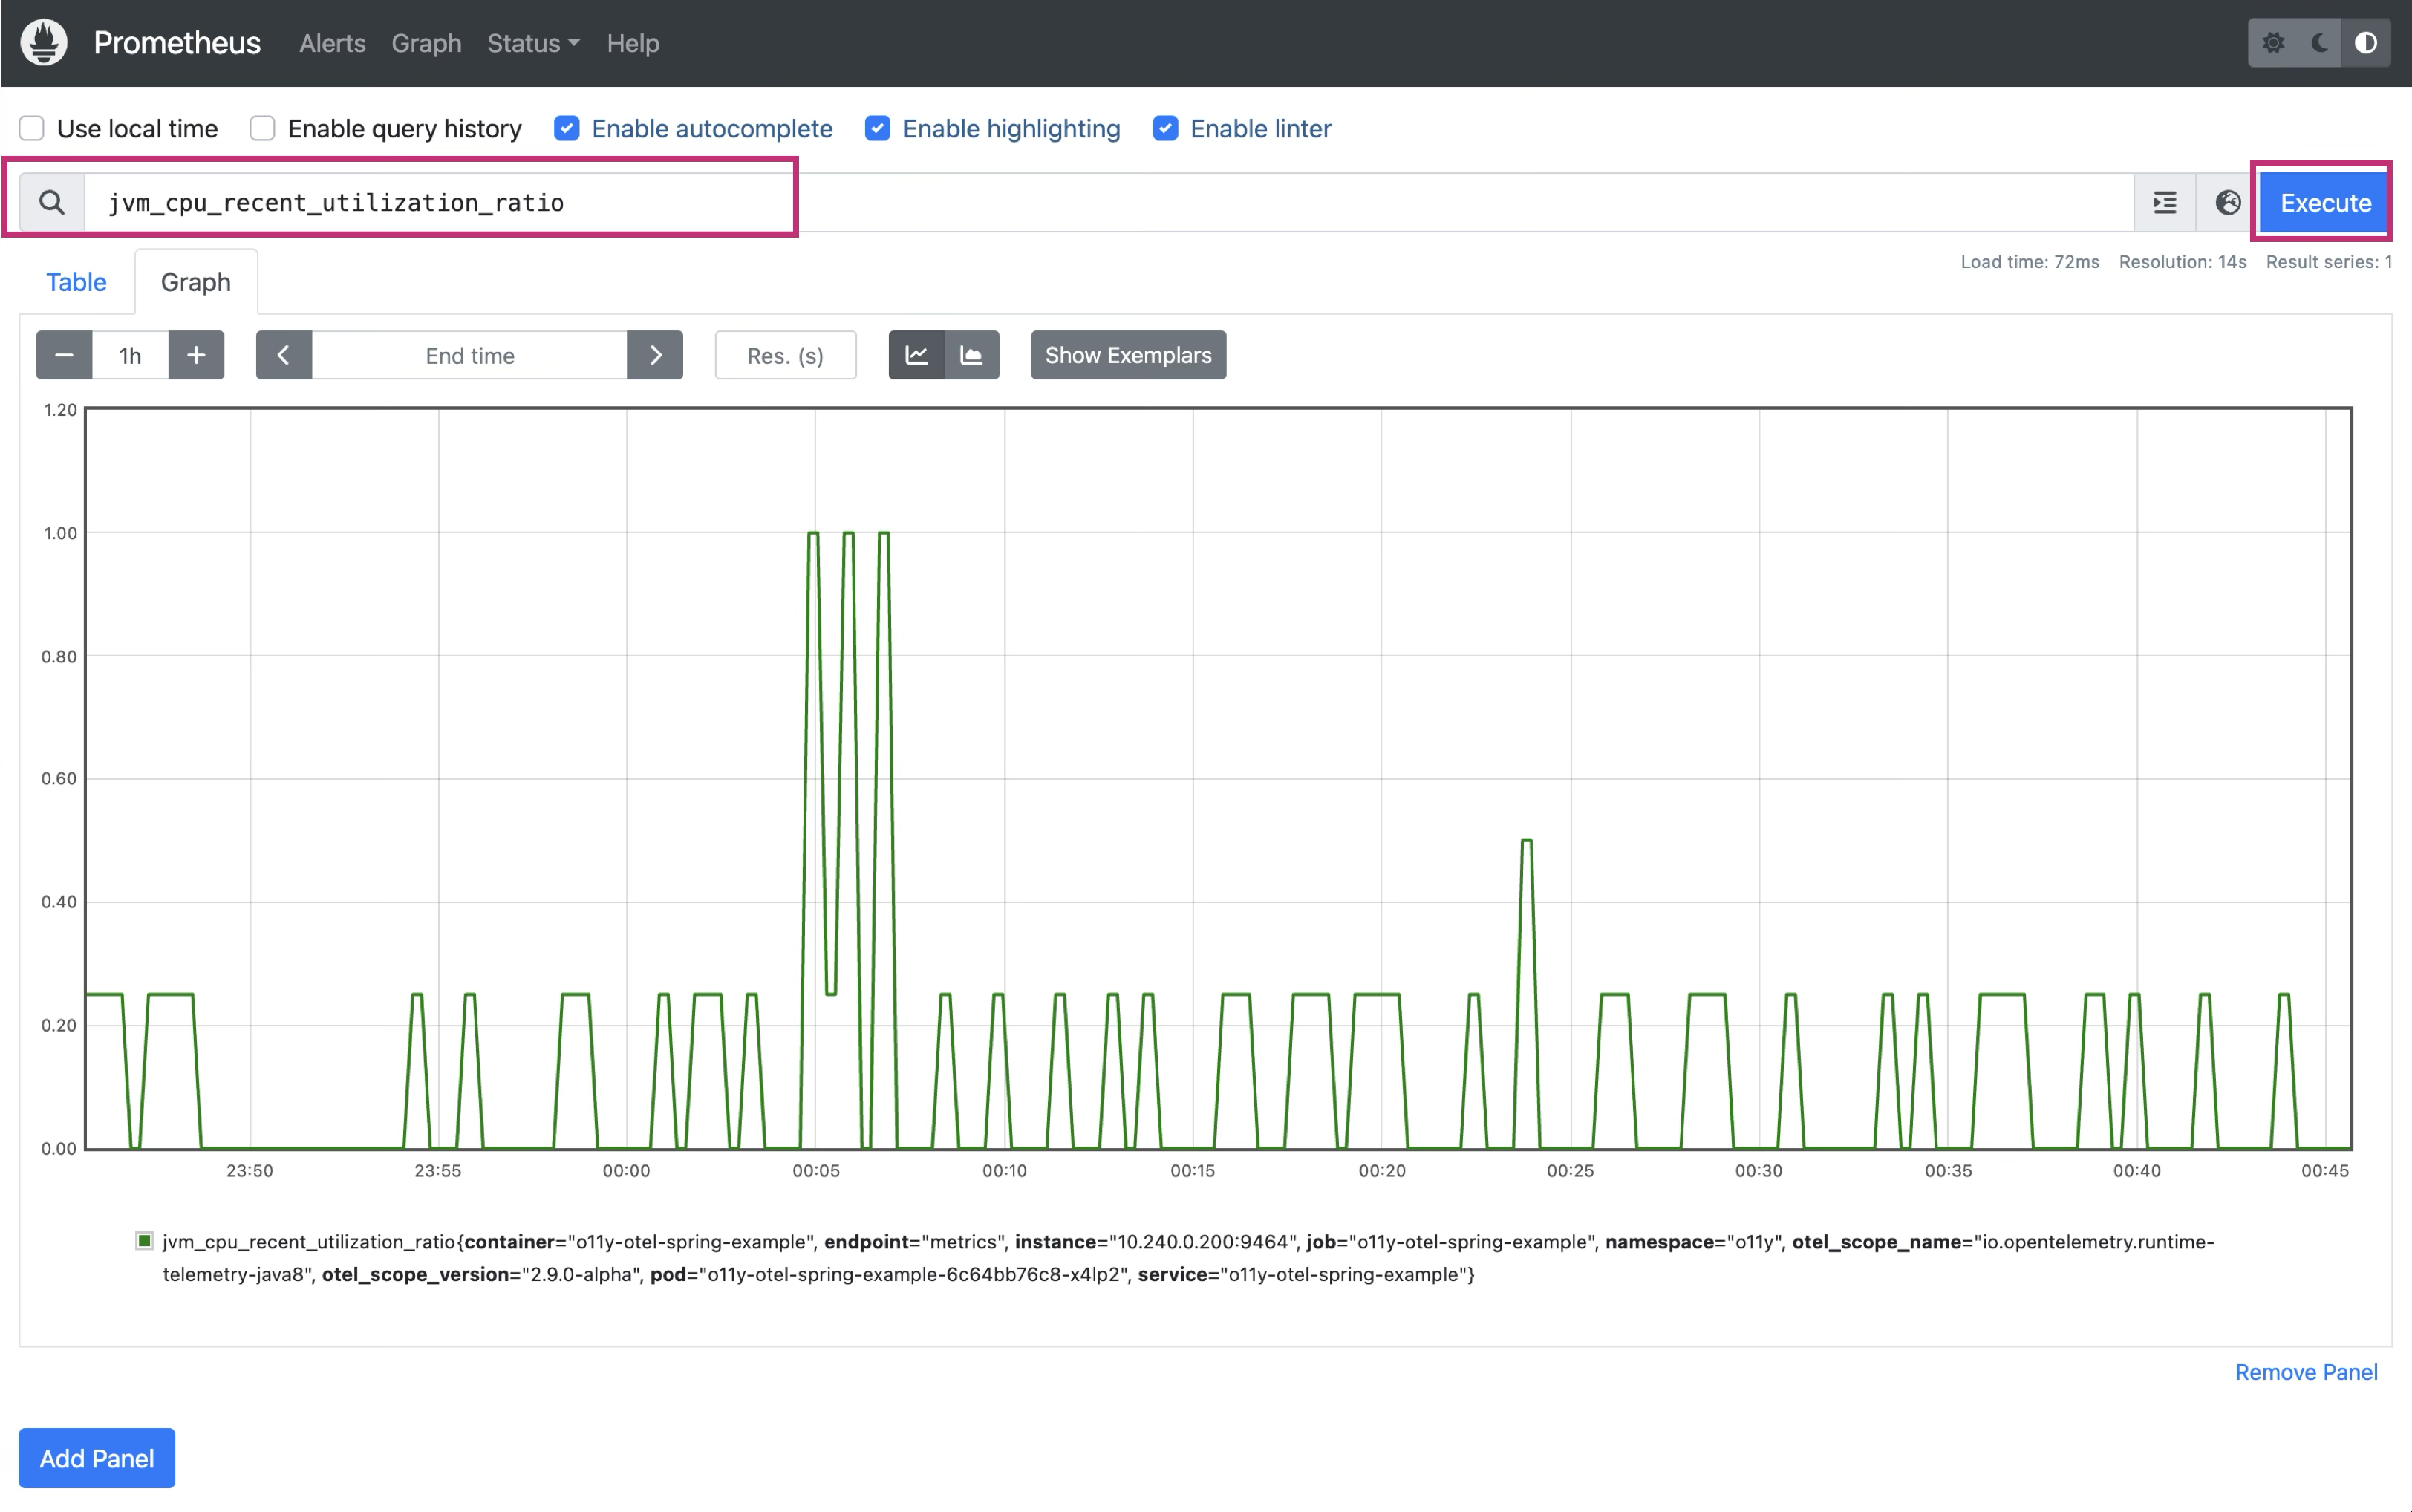 Prometheus Alerts Graph Status Help
Use local time Enable query history Enable autocomplete Enable highlighting Enable linter
jvm_cpu_recent_utilization_ratio Execute
Load time: 72ms Resolution: 14s Result series: 1
Table Graph
1h End time Res. (s) Show Exemplars
1.20
1.00
0.80
0.60
0.40
0.20
0.00
23:50 23:55 00:00 00:05 00:10 00:15 00:20 00:25 00:30 00:35 00:40 00:45
jvm_cpu_recent_utilization_ratio{container="o11y-otel-spring-example", endpoint="metrics", instance="10.240.0.200:9464", job="o11y-otel-spring-example", namespace="o11y", otel_scope_name="io.opentelemetry.runtime-
telemetry-java8", otel_scope_version="2.9.0-alpha", pod="o11y-otel-spring-example-6c64bb76c8-x4lp2", service="o11y-otel-spring-example"}
Remove Panel
Add Panel